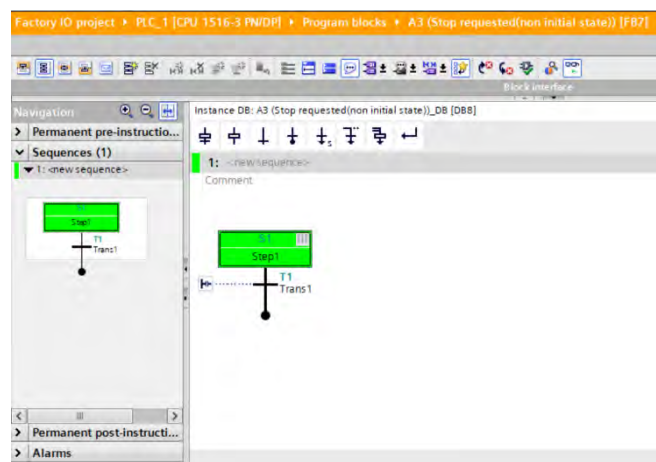 Factory IO project ▸ PLC_1 [CPU 1516-3 PN/DP] ▸ Program blocks ▸ A3 (Stop requested(non initial state)) [FB7]
Block interface
Navigation
Instance DB: A3 (Stop requested(non initial state))_DB [DB8]
Permanent pre-instructio...
Sequences (1)
1: <new sequence>
1: <new sequence>
Comment
S1
Step1
T1
Trans1
S1
Step1
T1
Trans1
Permanent post-instructi...
Alarms